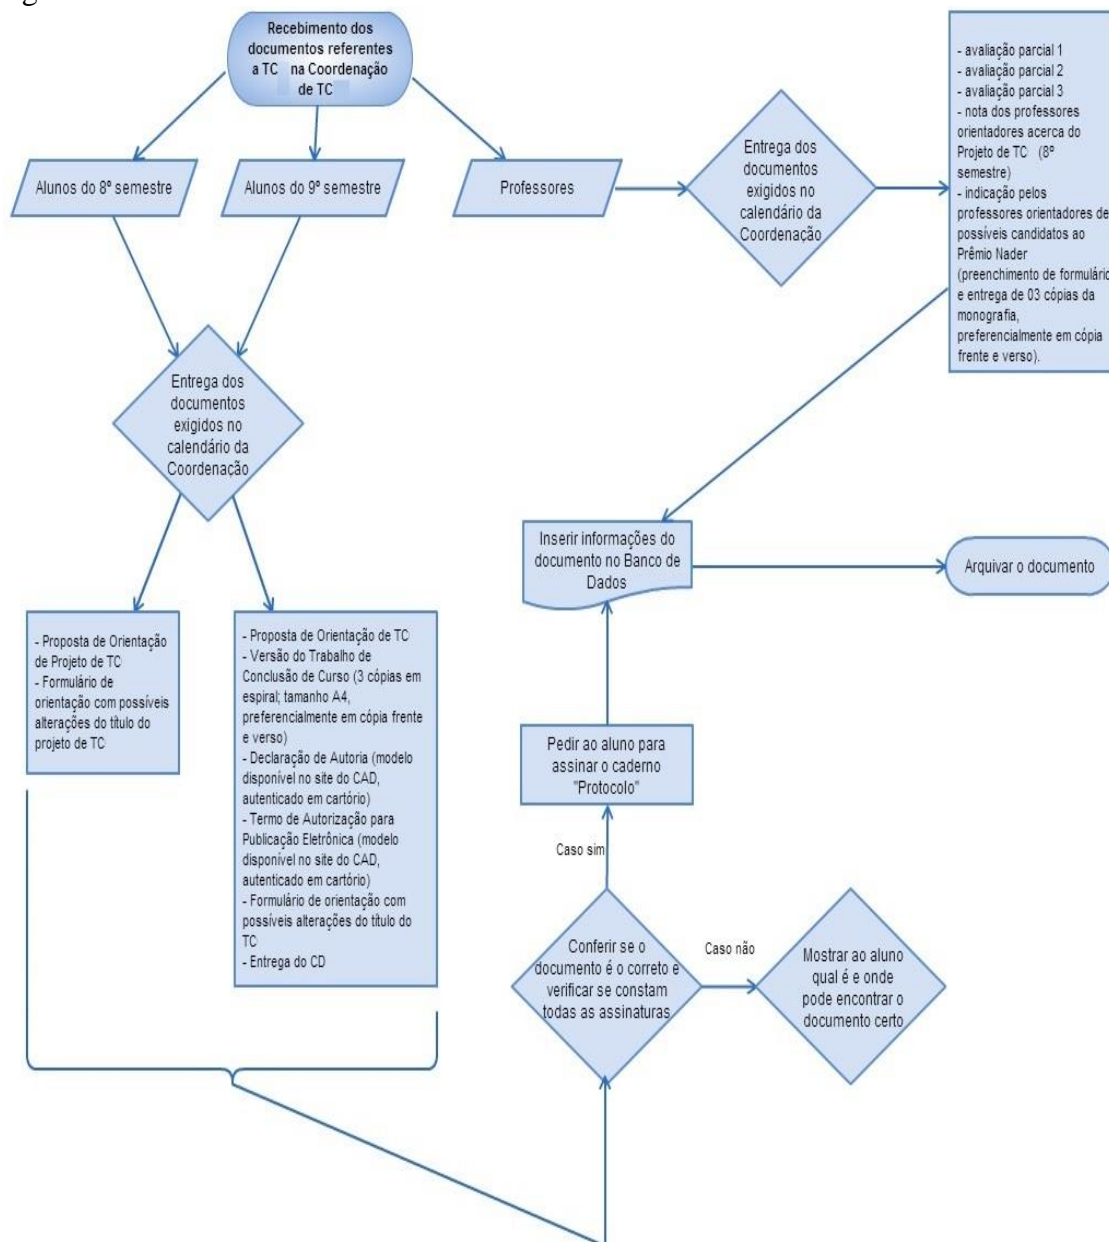 Recebimento dos
documentos referentes
a TC na Coordenação
de TC
Alunos do 8º semestre
Alunos do 9º semestre
Professores
Entrega dos
documentos
exigidos no
calendário da
Coordenação
- avaliação parcial 1
- avaliação parcial 2
- avaliação parcial 3
- nota dos professores
orientadores acerca do
Projeto de TC (8º
semestre)
- indicação pelos
professores orientadores de
possíveis candidatos ao
Prêmio Nader
(preenchimento de formulário
e entrega de 03 cópias da
monografia,
preferencialmente em cópia
frente e verso).
Entrega dos
documentos
exigidos no
calendário da
Coordenação
- Proposta de Orientação
de Projeto de TC
- Formulário de
orientação com possíveis
alterações do título do
projeto de TC
- Proposta de Orientação de TC
- Versão do Trabalho de
Conclusão de Curso (3 cópias em
espiral; tamanho A4,
preferencialmente em cópia frente
e verso)
- Declaração de Autoria (modelo
disponível no site do CAD,
autenticado em cartório)
- Termo de Autorização para
Publicação Eletrônica (modelo
disponível no site do CAD,
autenticado em cartório)
- Formulário de orientação com
possíveis alterações do título do
TC
- Entrega do CD
Inserir informações do
documento no Banco de
Dados
Arquivar o documento
Pedir ao aluno para
assinar o caderno
"Protocolo"
Caso sim
Conferir se o
documento é o correto e
verificar se constam
todas as assinaturas
Caso não
Mostrar ao aluno
qual é e onde
pode encontrar o
documento certo